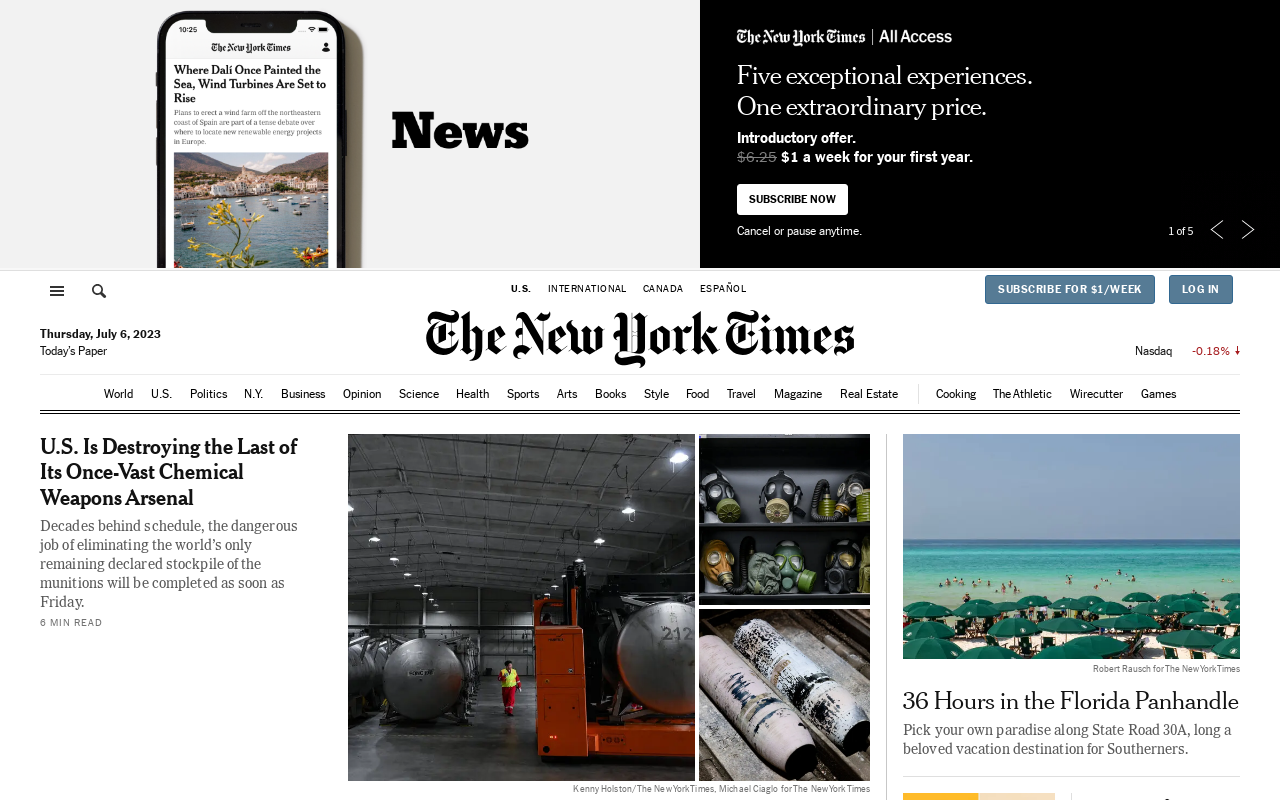 10:25
The New York Times
Where Dalí Once Painted the
Sea, Wind Turbines Are Set to
Rise
Plans to erect a wind farm off the northeastern
coast of Spain are part of a tense debate over
where to locate new renewable energy projects
in Europe.
News
The New York Times | All Access
Five exceptional experiences.
One extraordinary price.
Introductory offer.
$6.25 $1 a week for your first year.
SUBSCRIBE NOW
Cancel or pause anytime.
1 of 5
U.S. INTERNATIONAL CANADA ESPAÑOL
SUBSCRIBE FOR $1/WEEK LOG IN
Thursday, July 6, 2023
Today's Paper
The New York Times
Nasdaq -0.18%
World U.S. Politics N.Y. Business Opinion Science Health Sports Arts Books Style Food Travel Magazine Real Estate Cooking The Athletic Wirecutter Games
U.S. Is Destroying the Last of
Its Once-Vast Chemical
Weapons Arsenal
Decades behind schedule, the dangerous
job of eliminating the world's only
remaining declared stockpile of the
munitions will be completed as soon as
Friday.
6 MIN READ
212
Kenny Holston/The New York Times, Michael Ciaglo for The New York Times
Robert Rausch for The New York Times
36 Hours in the Florida Panhandle
Pick your own paradise along State Road 30A, long a
beloved vacation destination for Southerners.